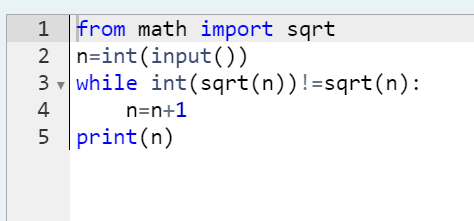 1 from math import sqrt
2 n=int(input())
3 while int(sqrt(n))!=sqrt(n):
4     n=n+1
5 print(n)